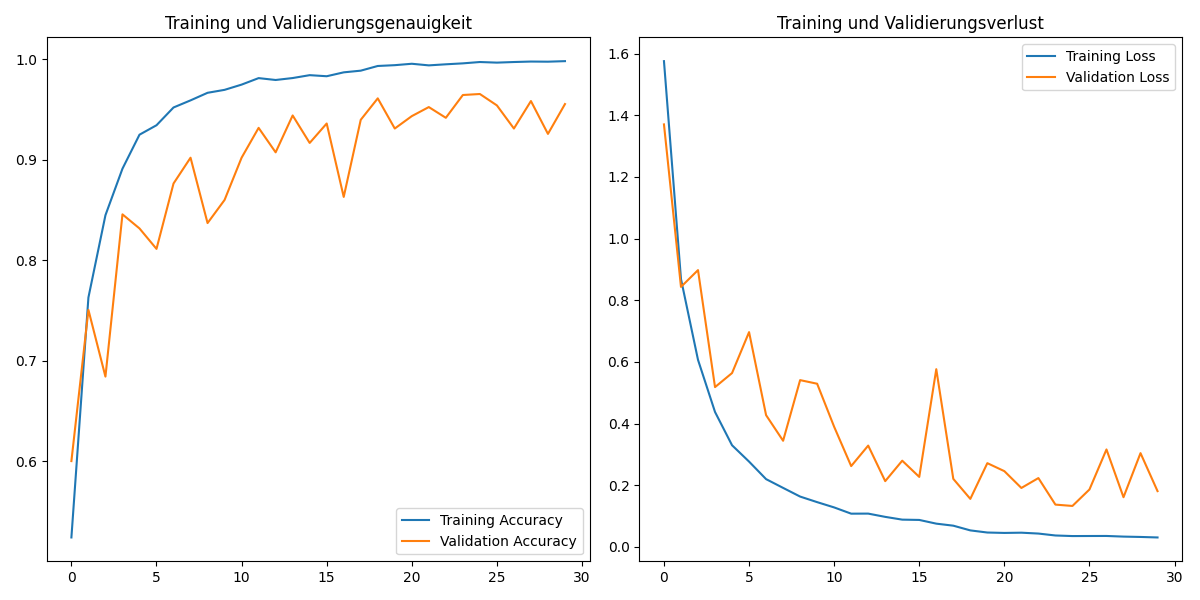 Training und Validierungsgenauigkeit
1.0
0.9
0.8
0.7
0.6
Training Accuracy
Validation Accuracy
0 5 10 15 20 25 30
Training und Validierungsverlust
1.6
1.4
1.2
1.0
0.8
0.6
0.4
0.2
0.0
Training Loss
Validation Loss
0 5 10 15 20 25 30